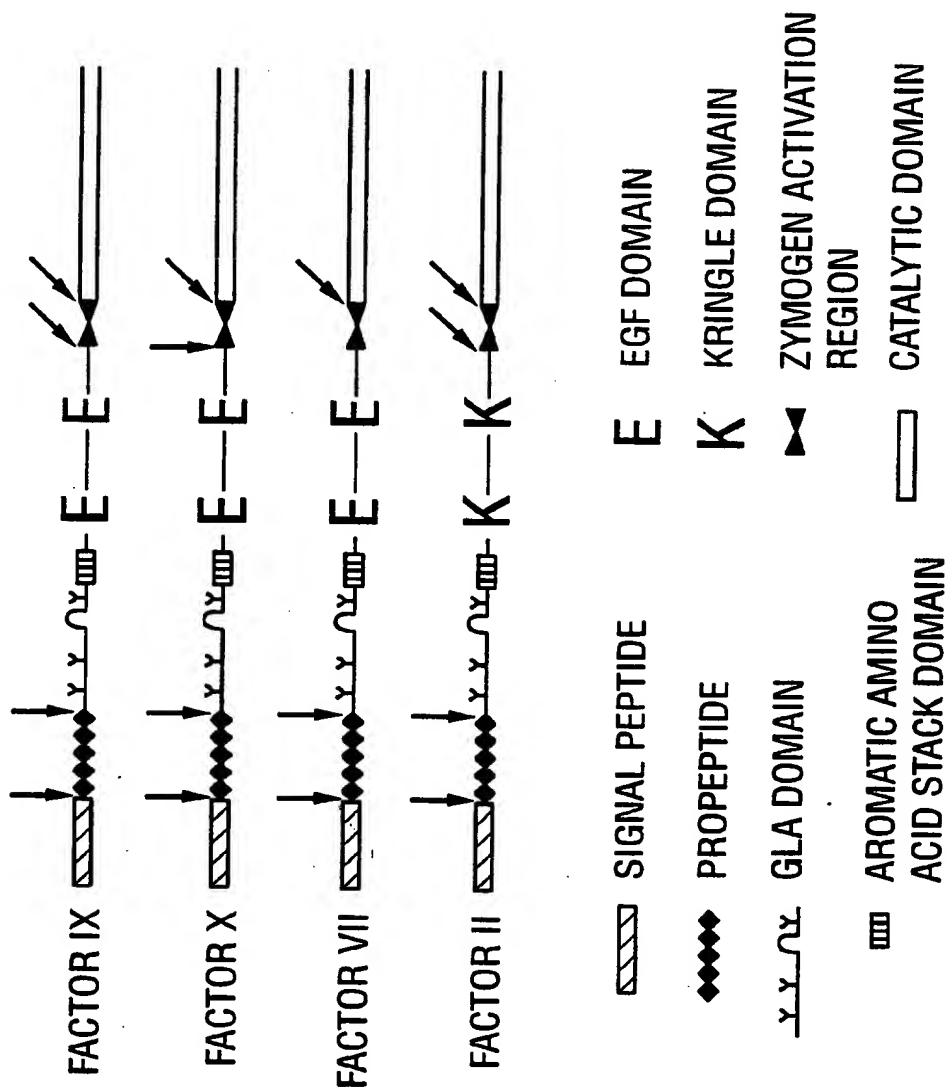 FACTOR IX
E E
FACTOR X
E E
FACTOR VII
E E
FACTOR II
K K
SIGNAL PEPTIDE
PROPEPTIDE
GLA DOMAIN
AROMATIC AMINO
ACID STACK DOMAIN
E EGF DOMAIN
K KRINGLE DOMAIN
ZYMOGEN ACTIVATION
REGION
CATALYTIC DOMAIN